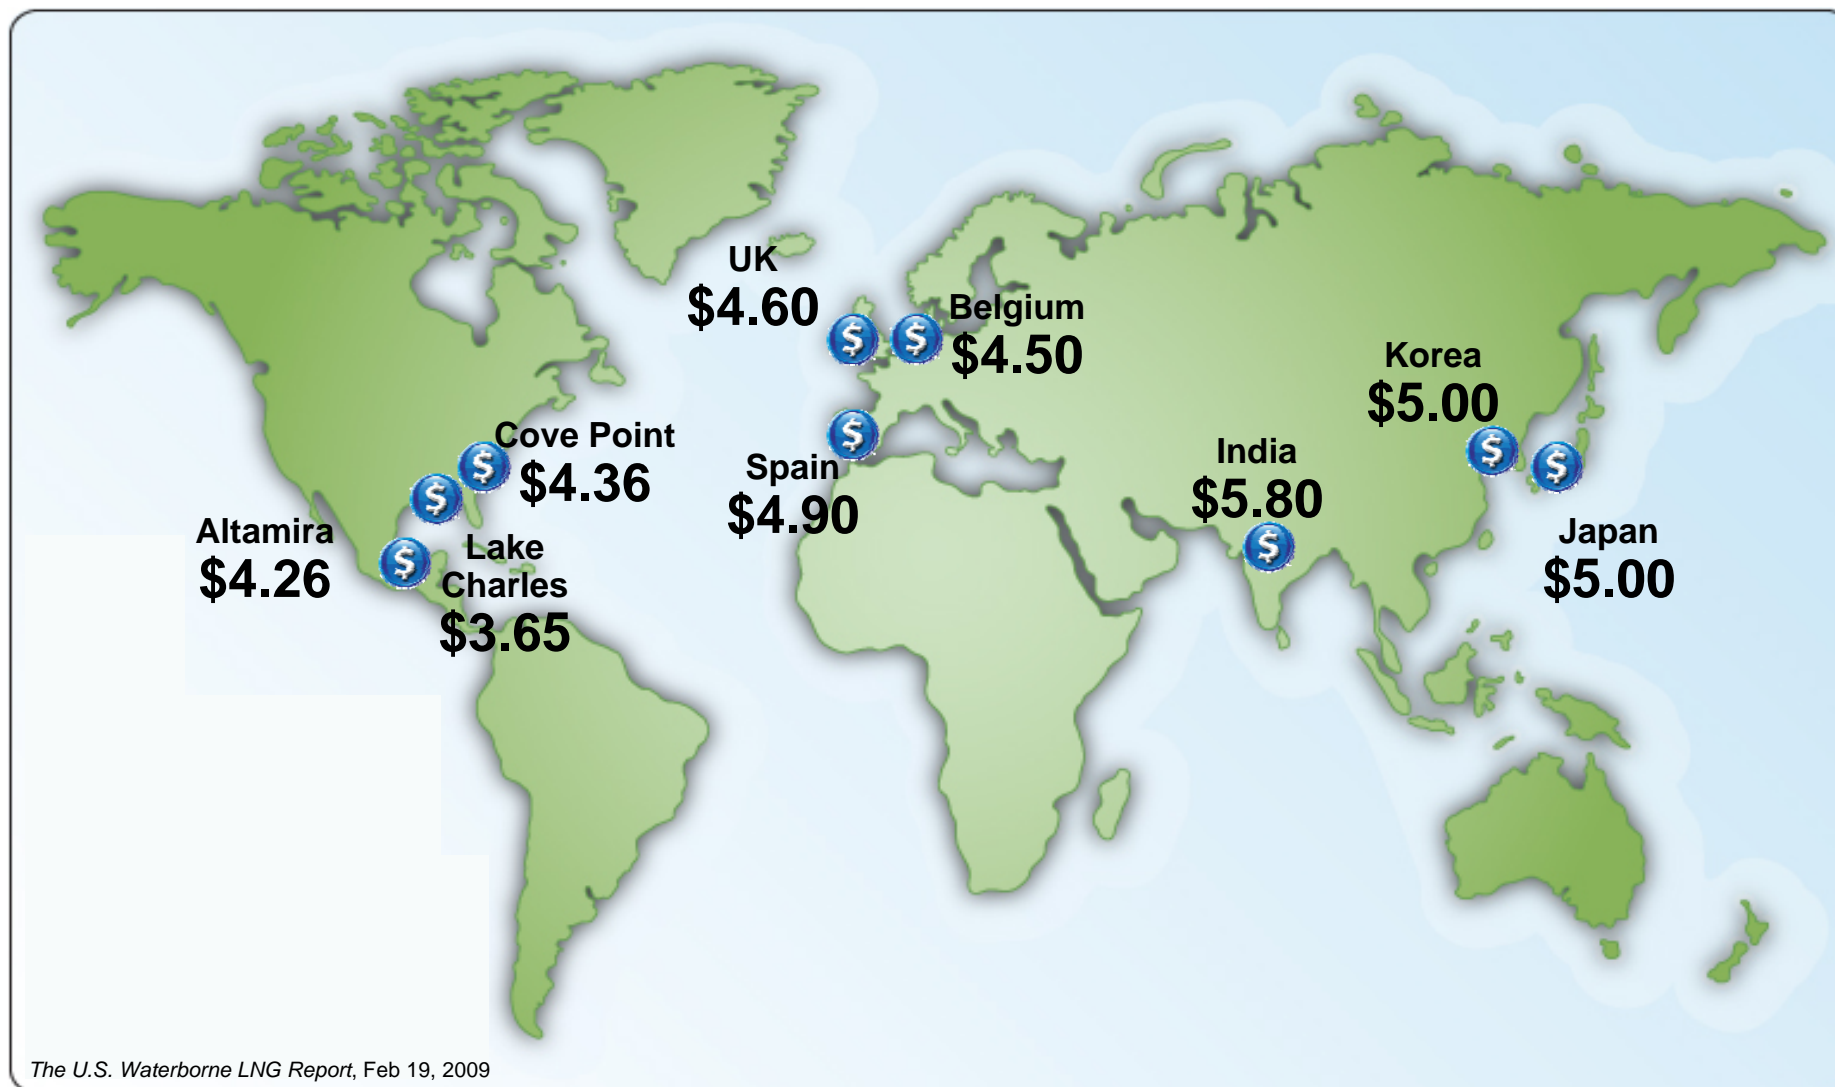 UK
$4.60
Belgium
$4.50
Korea
$5.00
Cove Point
$4.36
Spain
$4.90
India
$5.80
Altamira
$4.26
Lake
Charles
$3.65
Japan
$5.00
The U.S. Waterborne LNG Report, Feb 19, 2009